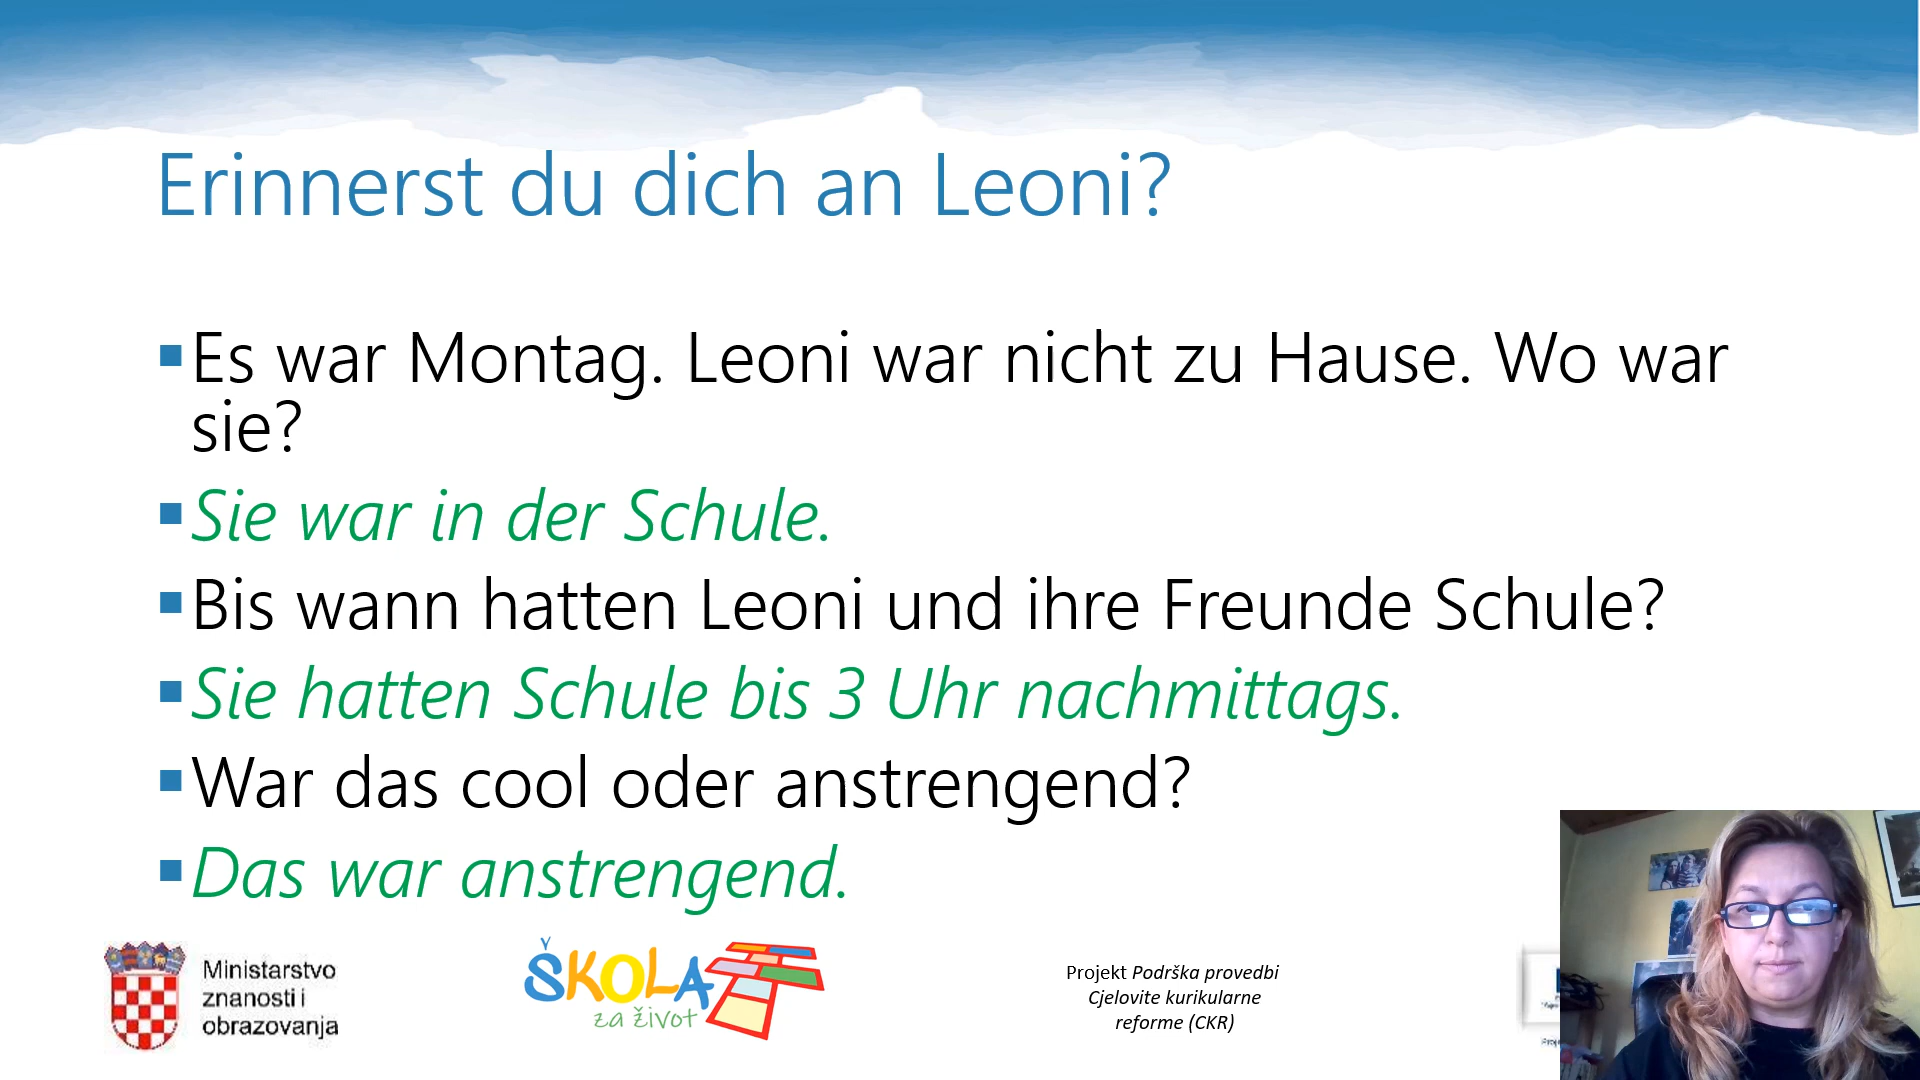 Erinnerst du dich an Leoni?
▪Es war Montag. Leoni war nicht zu Hause. Wo war
sie?
▪Sie war in der Schule.
▪Bis wann hatten Leoni und ihre Freunde Schule?
▪Sie hatten Schule bis 3 Uhr nachmittags.
▪War das cool oder anstrengend?
▪Das war anstrengend.
Ministarstvo
znanosti i
obrazovanja
ŠKOLA
za život
Projekt Podrška provedbi
Cjelovite kurikularne
reforme (CKR)